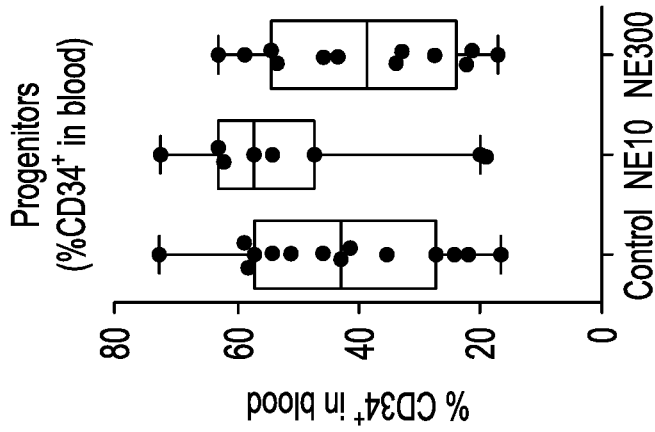 Progenitors
(%CD34⁺ in blood)
% CD34⁺ in blood
80
60
40
20
0
Control NE10 NE300